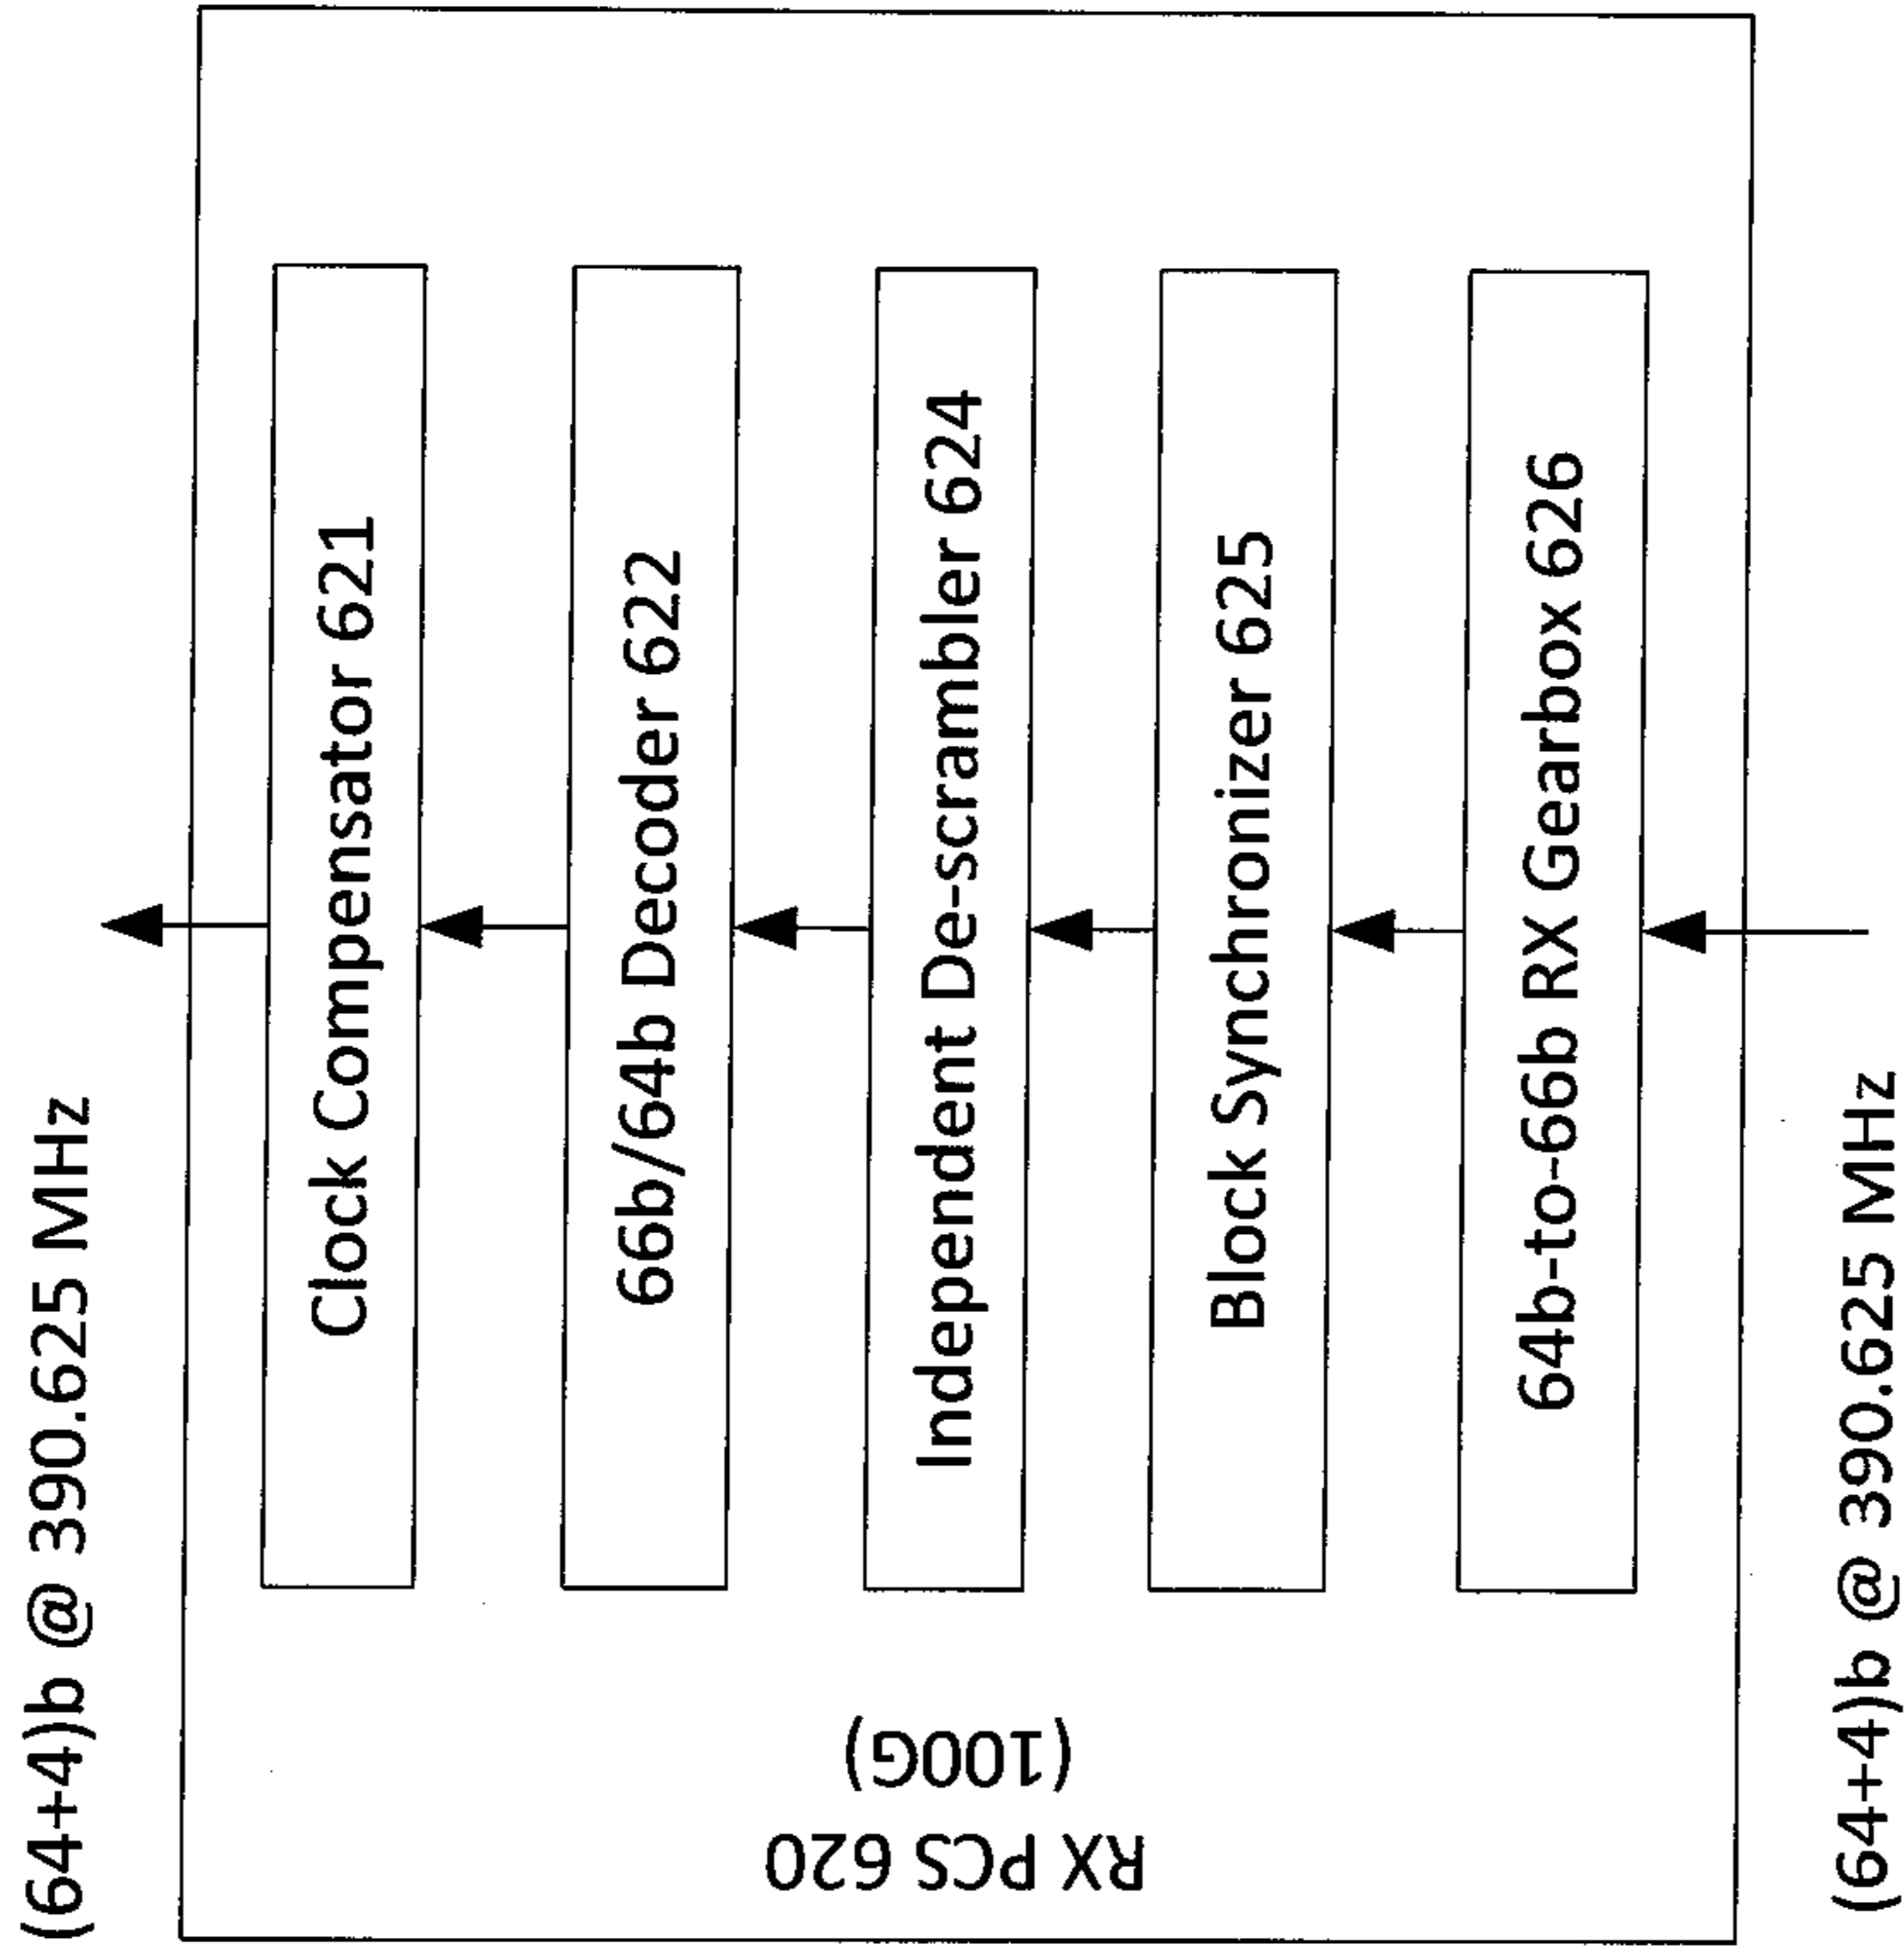 (64+4)b @ 390.625 MHz
Clock Compensator 621
66b/64b Decoder 622
Independent De-scrambler 624
Block Synchronizer 625
64b-to-66b RX Gearbox 626
RX PCS 620
(100G)
(64+4)b @ 390.625 MHz